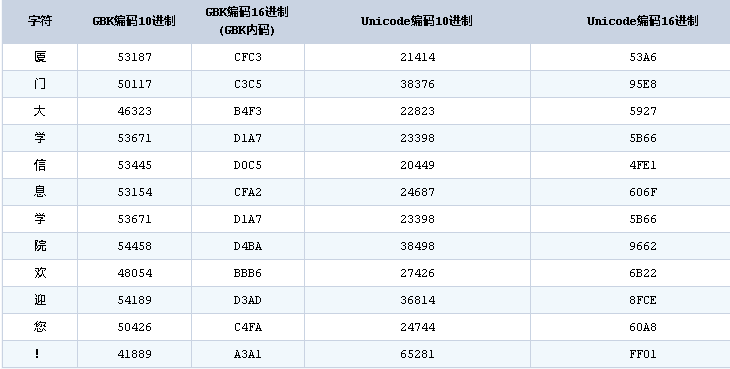 字符 GBK编码10进制 GBK编码16进制(GBK内码) Unicode编码10进制 Unicode编码16进制
厦 53187 CFC3 21414 53A6
门 50117 C3C5 38376 95E8
大 46323 B4F3 22823 5927
学 53671 D1A7 23398 5B66
信 53445 D0C5 20449 4FE1
息 53154 CFA2 24687 606F
学 53671 D1A7 23398 5B66
院 54458 D4BA 38498 9662
欢 48054 BBB6 27426 6B22
迎 54189 D3AD 36814 8FCE
您 50426 C4FA 24744 60A8
！ 41889 A3A1 65281 FF01